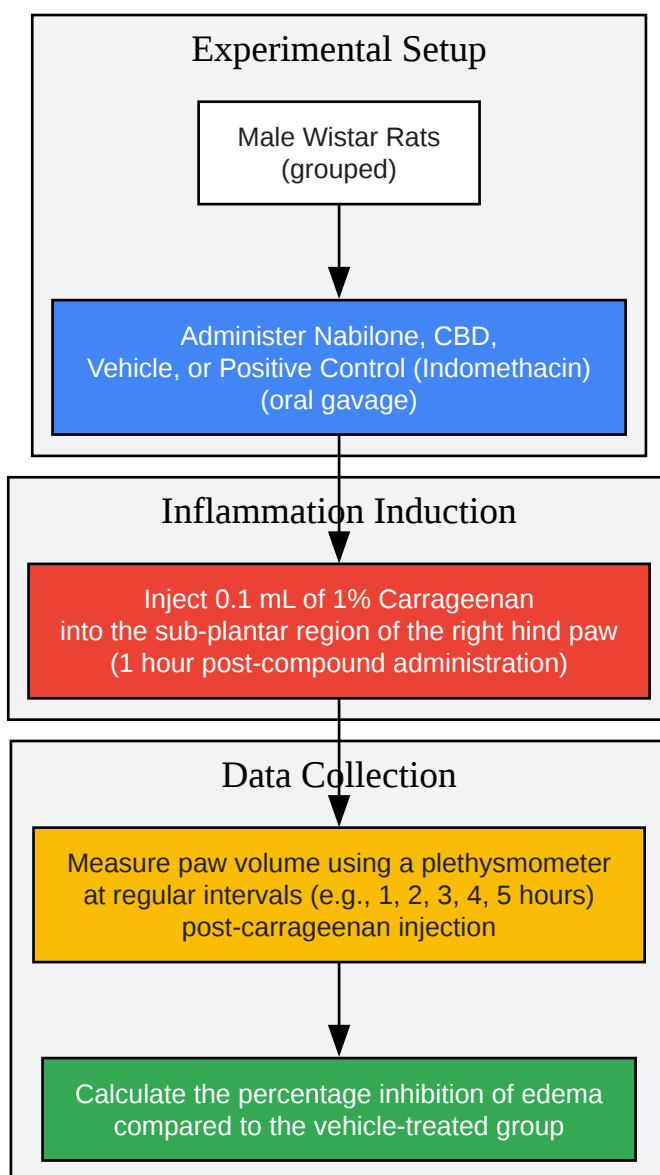 Experimental Setup
Male Wistar Rats
(grouped)
Administer Nabilone, CBD,
Vehicle, or Positive Control (Indomethacin)
(oral gavage)
Inflammation Induction
Inject 0.1 mL of 1% Carrageenan
into the sub-plantar region of the right hind paw
(1 hour post-compound administration)
Data Collection
Measure paw volume using a plethysmometer
at regular intervals (e.g., 1, 2, 3, 4, 5 hours)
post-carrageenan injection
Calculate the percentage inhibition of edema
compared to the vehicle-treated group